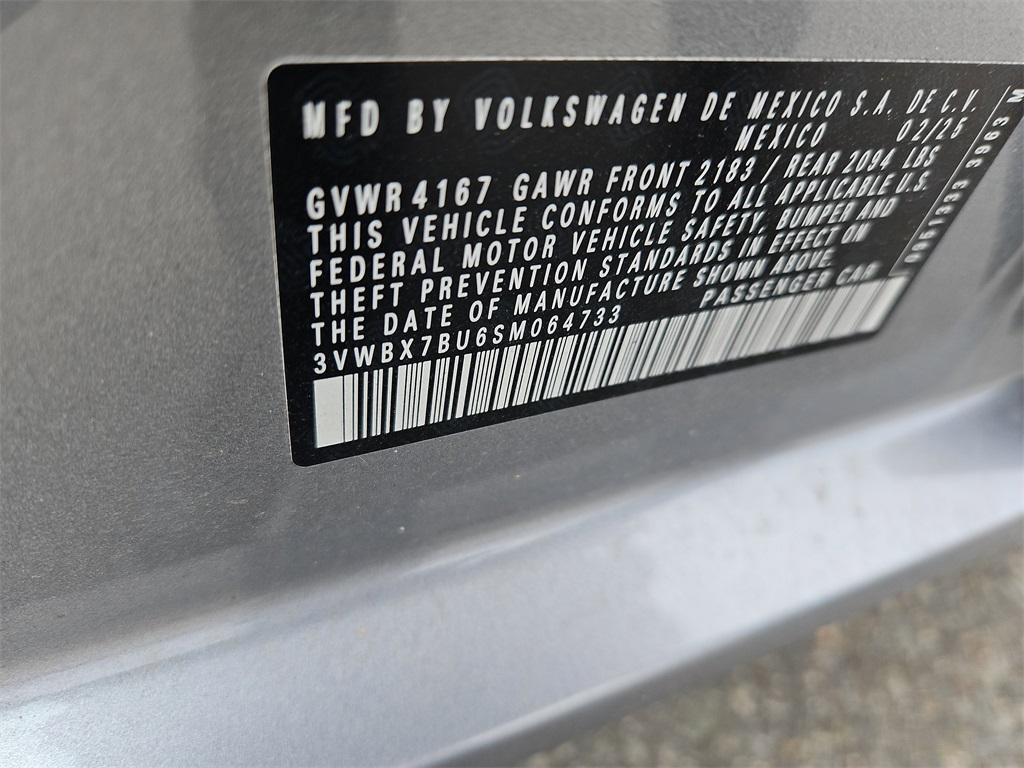 MFD BY VOLKSWAGEN DE MEXICO S.A. DE C.V.
MEXICO 02/25
GVWR 4167 GAWR FRONT 2183 / REAR 2094 LBS
THIS VEHICLE CONFORMS TO ALL APPLICABLE U.S.
FEDERAL MOTOR VEHICLE SAFETY, BUMPER AND
THEFT PREVENTION STANDARDS IN EFFECT ON
THE DATE OF MANUFACTURE SHOWN ABOVE.
3VWBX7BU6SM064733 PASSENGER CAR